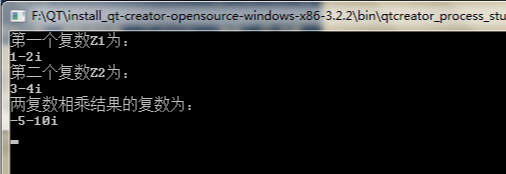 F:\QT\install_qt-creator-opensource-windows-x86-3.2.2\bin\qtcreator_process_stu
第一个复数Z1为：
1-2i
第二个复数Z2为：
3-4i
两复数相乘结果的复数为：
-5-10i